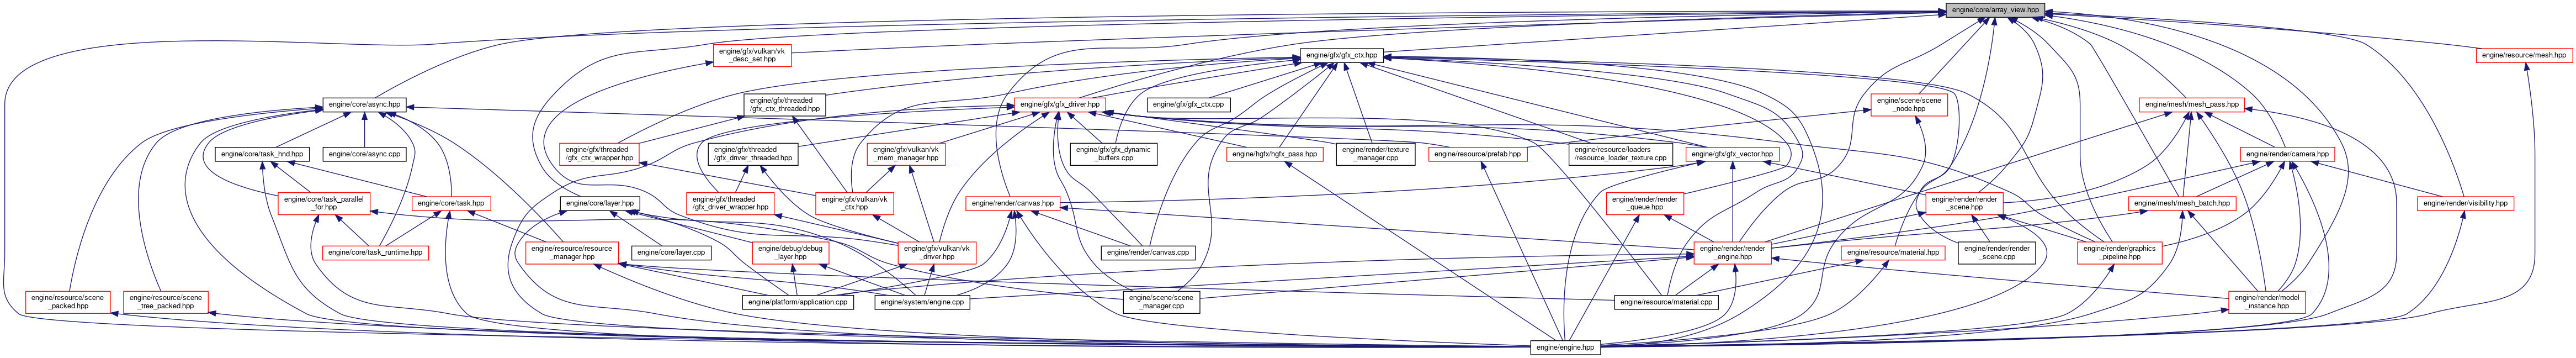 engine/core/array_view.hpp
engine/gfx/vulkan/vk
_desc_set.hpp
engine/gfx/gfx_ctx.hpp
engine/resource/mesh.hpp
engine/core/async.hpp
engine/gfx/threaded
/gfx_ctx_threaded.hpp
engine/gfx/gfx_driver.hpp
engine/gfx/gfx_ctx.cpp
engine/scene/scene
_node.hpp
engine/mesh/mesh_pass.hpp
engine/core/task_hnd.hpp
engine/core/async.cpp
engine/gfx/threaded
/gfx_ctx_wrapper.hpp
engine/gfx/threaded
/gfx_driver_threaded.hpp
engine/gfx/vulkan/vk
_mem_manager.hpp
engine/gfx/gfx_dynamic
_buffers.cpp
engine/hgfx/hgfx_pass.hpp
engine/render/texture
_manager.cpp
engine/resource/prefab.hpp
engine/resource/loaders
/resource_loader_texture.cpp
engine/gfx/gfx_vector.hpp
engine/render/camera.hpp
engine/core/task_parallel
_for.hpp
engine/core/task.hpp
engine/core/layer.hpp
engine/gfx/threaded
/gfx_driver_wrapper.hpp
engine/gfx/vulkan/vk
_ctx.hpp
engine/render/canvas.hpp
engine/render/render
_queue.hpp
engine/render/render
_scene.hpp
engine/mesh/mesh_batch.hpp
engine/render/visibility.hpp
engine/core/task_runtime.hpp
engine/resource/resource
_manager.hpp
engine/core/layer.cpp
engine/debug/debug
_layer.hpp
engine/gfx/vulkan/vk
_driver.hpp
engine/render/canvas.cpp
engine/render/render
_engine.hpp
engine/resource/material.hpp
engine/render/render
_scene.cpp
engine/render/graphics
_pipeline.hpp
engine/resource/scene
_packed.hpp
engine/resource/scene
_tree_packed.hpp
engine/platform/application.cpp
engine/system/engine.cpp
engine/scene/scene
_manager.cpp
engine/resource/material.cpp
engine/render/model
_instance.hpp
engine/engine.hpp